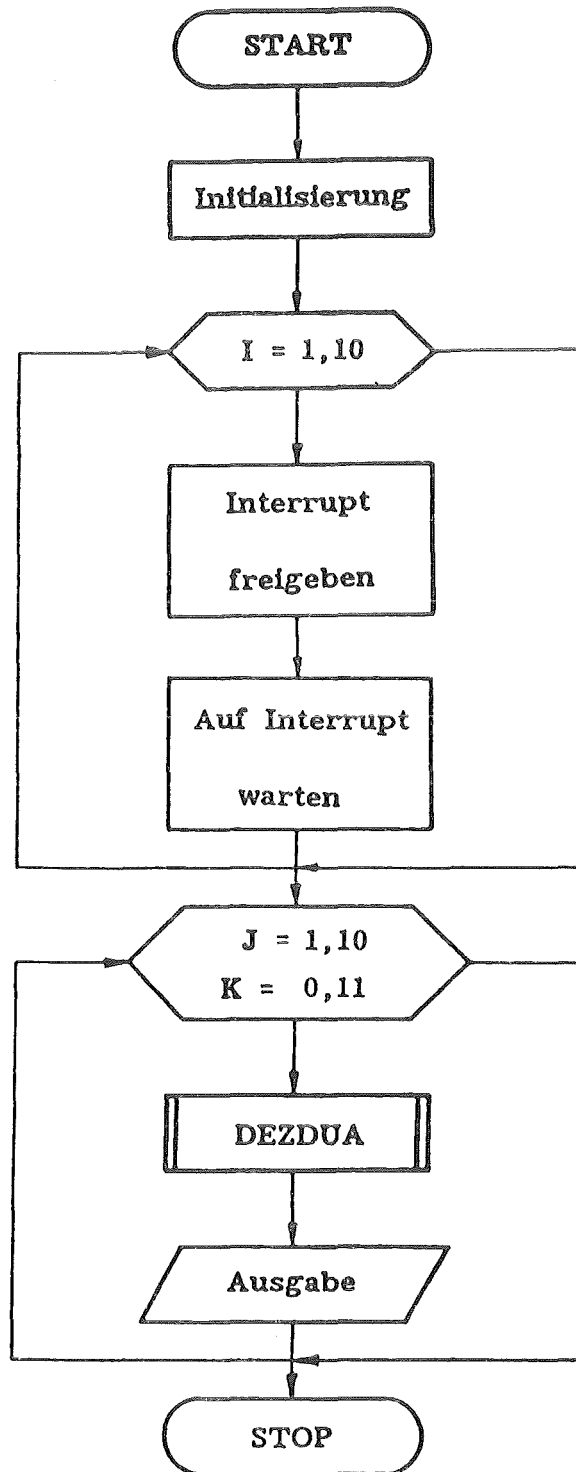 START
Initialisierung
I = 1,10
Interrupt
freigeben
Auf Interrupt
warten
J = 1,10
K = 0,11
DEZDUA
Ausgabe
STOP